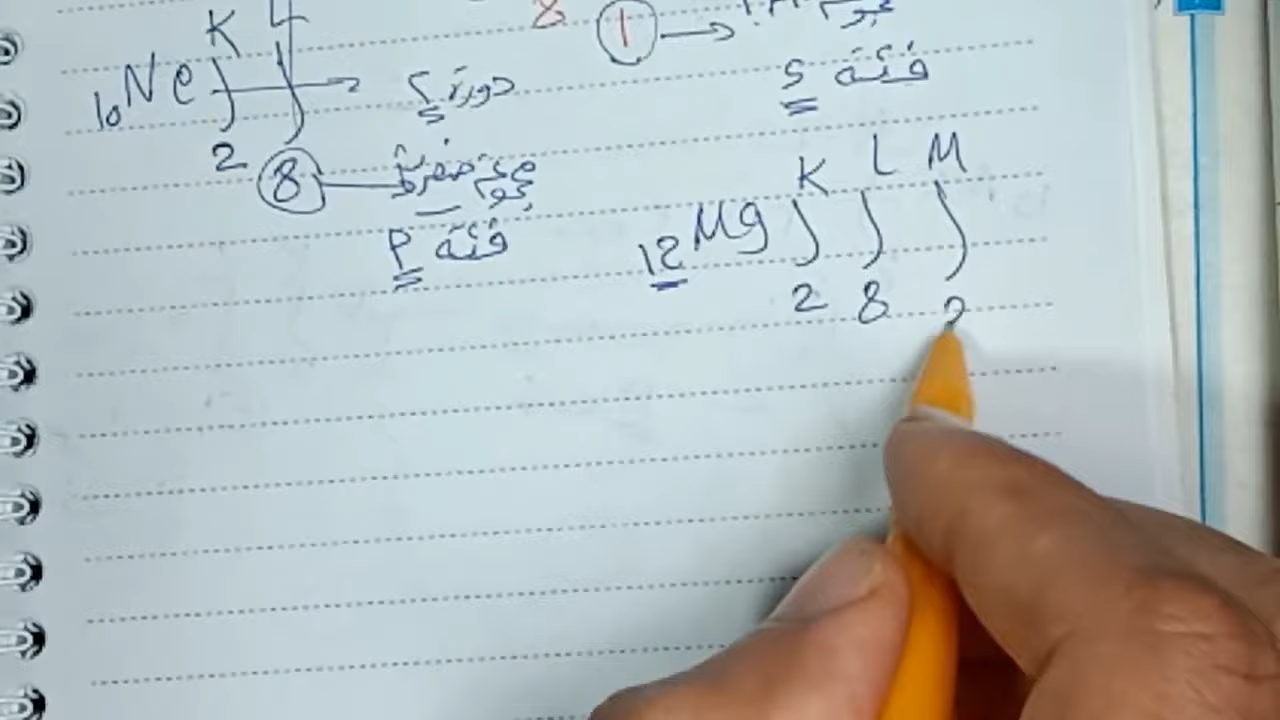 8 ① →
فئة s
K L
10Ne →
دورة 2
2 8
مجموعة صفرية
فئة P
K L M
12Mg
2 8 2